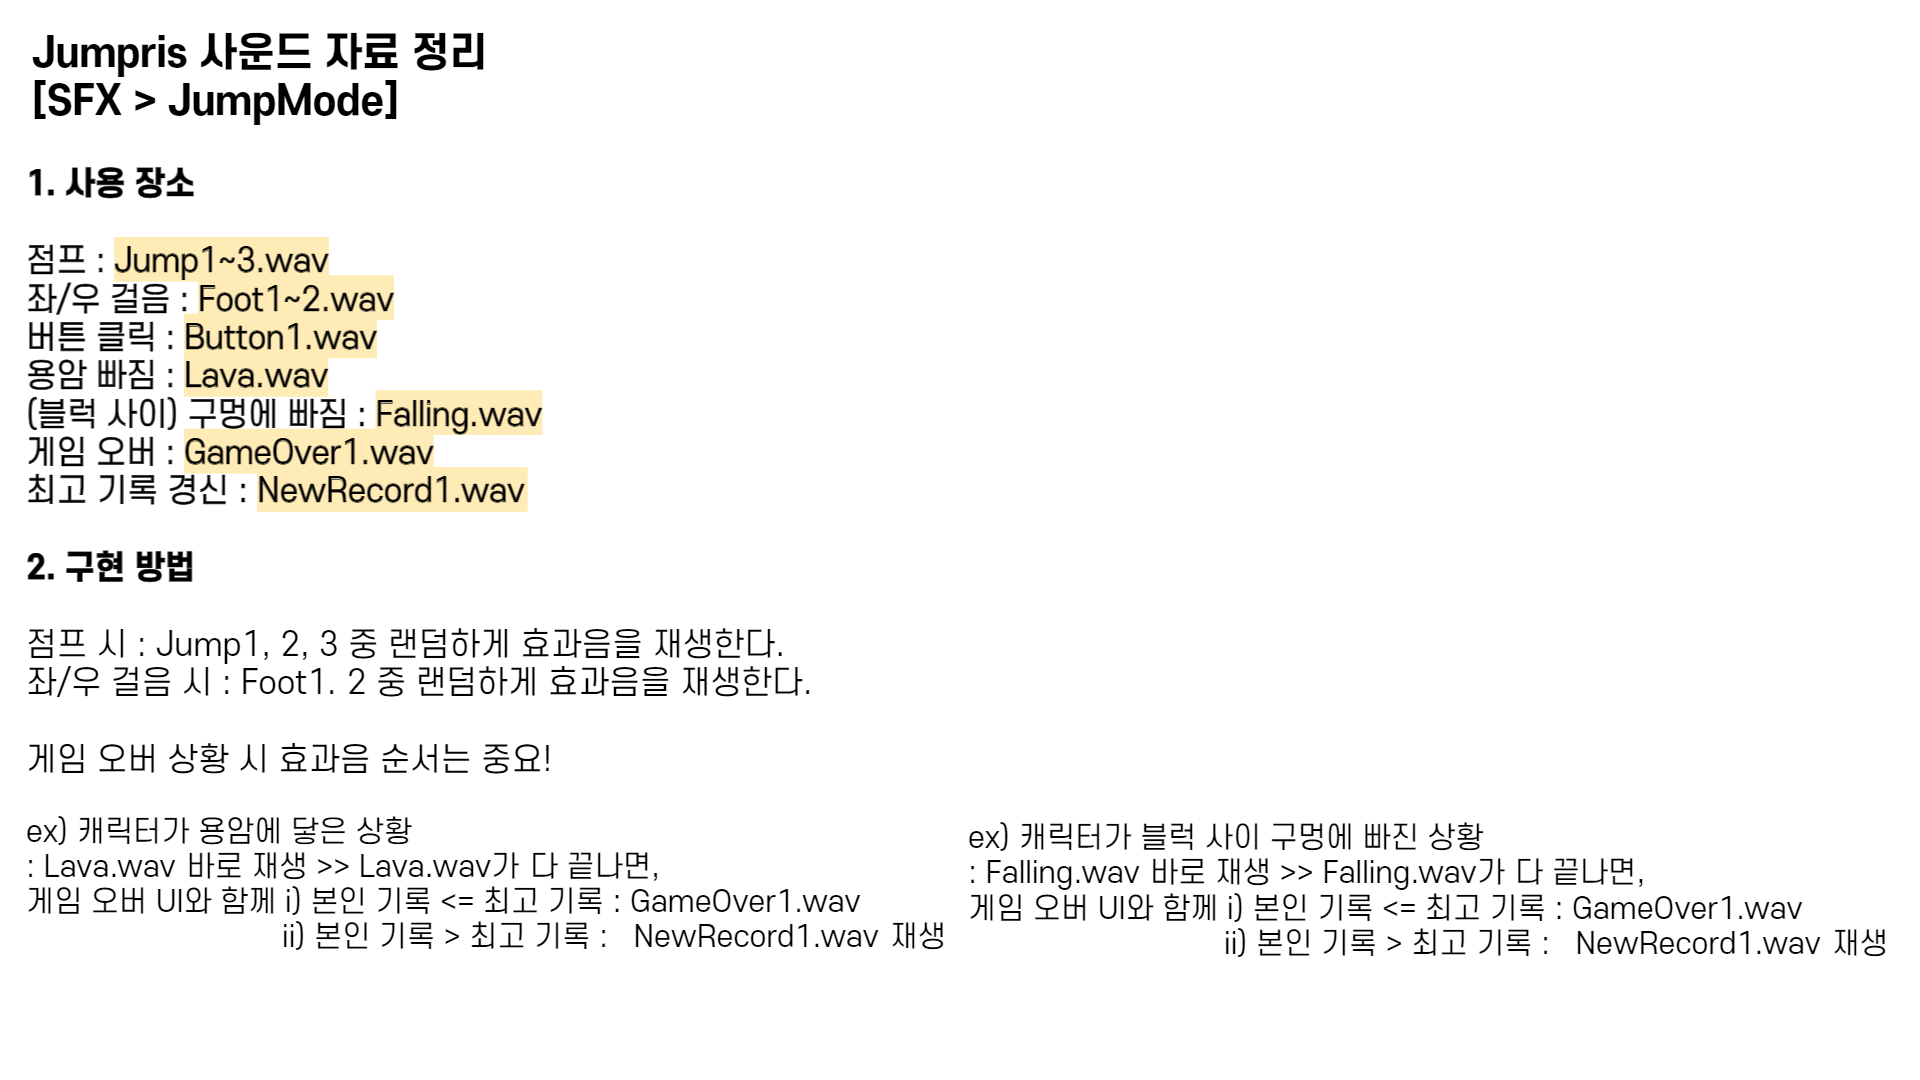 Jumpris 사운드 자료 정리
[SFX > JumpMode]
1. 사용 장소
점프 : Jump1~3.wav
좌/우 걸음 : Foot1~2.wav
버튼 클릭 : Button1.wav
용암 빠짐 : Lava.wav
(블럭 사이) 구멍에 빠짐 : Falling.wav
게임 오버 : GameOver1.wav
최고 기록 경신 : NewRecord1.wav
2. 구현 방법
점프 시 : Jump1, 2, 3 중 랜덤하게 효과음을 재생한다.
좌/우 걸음 시 : Foot1. 2 중 랜덤하게 효과음을 재생한다.
게임 오버 상황 시 효과음 순서는 중요!
ex) 캐릭터가 용암에 닿은 상황
: Lava.wav 바로 재생 >> Lava.wav가 다 끝나면,
게임 오버 UI와 함께 i) 본인 기록 <= 최고 기록 : GameOver1.wav
ii) 본인 기록 > 최고 기록 : NewRecord1.wav 재생
ex) 캐릭터가 블럭 사이 구멍에 빠진 상황
: Falling.wav 바로 재생 >> Falling.wav가 다 끝나면,
게임 오버 UI와 함께 i) 본인 기록 <= 최고 기록 : GameOver1.wav
ii) 본인 기록 > 최고 기록 : NewRecord1.wav 재생